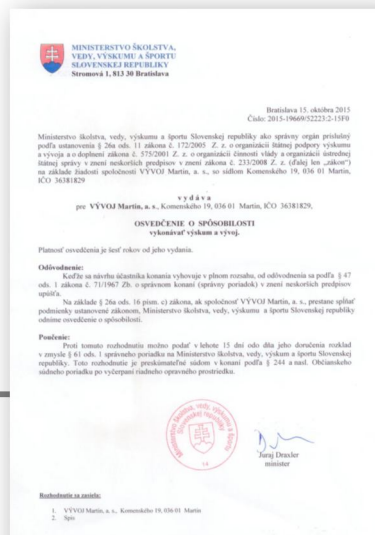 MINISTERSTVO ŠKOLSTVA,
VEDY, VÝSKUMU A ŠPORTU
SLOVENSKEJ REPUBLIKY
Stromová 1, 813 30 Bratislava
Bratislava 15. októbra 2015
Číslo: 2015-19669/52223:2-15F0
Ministerstvo školstva, vedy, výskumu a športu Slovenskej republiky ako správny orgán príslušný
podľa ustanovenia § 26a ods. 11 zákona č. 172/2005 Z. z. o organizácii štátnej podpory výskumu
a vývoja a o doplnení zákona č. 575/2001 Z. z. o organizácii činnosti vlády a organizácii ústrednej
štátnej správy v znení neskorších predpisov v znení zákona č. 233/2008 Z. z. (ďalej len „zákon“)
na základe žiadosti spoločnosti VÝVOJ Martin, a. s., so sídlom Komenského 19, 036 01 Martin,
IČO 36381829
v y d á v a
pre VÝVOJ Martin, a. s., Komenského 19, 036 01 Martin, IČO 36381829,
OSVEDČENIE O SPÔSOBILOSTI
vykonávať výskum a vývoj.
Platnosť osvedčenia je šesť rokov od jeho vydania.
Odôvodnenie:
Keďže sa návrhu účastníka konania vyhovuje v plnom rozsahu, od odôvodnenia sa podľa § 47
ods. 1 zákona č. 71/1967 Zb. o správnom konaní (správny poriadok) v znení neskorších predpisov
upúšťa.
Na základe § 26a ods. 16 písm. c) zákona, ak spoločnosť VÝVOJ Martin, a. s., prestane spĺňať
podmienky ustanovené zákonom, Ministerstvo školstva, vedy, výskumu a športu Slovenskej republiky
odníme osvedčenie o spôsobilosti.
Poučenie:
Proti tomuto rozhodnutiu možno podať v lehote 15 dní odo dňa jeho doručenia rozklad
v zmysle § 61 ods. 1 správneho poriadku na Ministerstvo školstva, vedy, výskum a športu Slovenskej
republiky. Toto rozhodnutie je preskúmateľné súdom v konaní podľa § 244 a nasl. Občianskeho
súdneho poriadku po vyčerpaní riadneho opravného prostriedku.
Ministerstvo školstva, vedy, výskumu a športu
Slovenskej republiky
Juraj Draxler
minister
Rozhodnutie sa zasiela:
1. VÝVOJ Martin, a. s., Komenského 19, 036 01 Martin
2. Spis